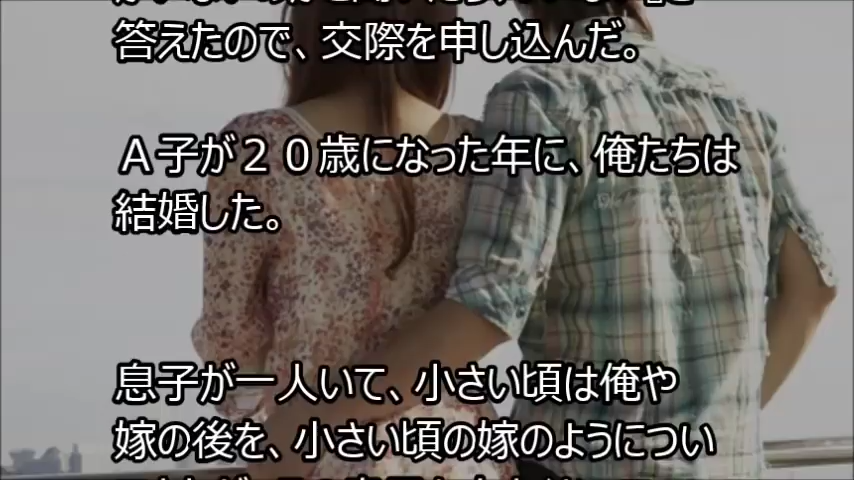 答えたので、交際を申し込んだ。
Ａ子が２０歳になった年に、俺たちは
結婚した。
息子が一人いて、小さい頃は俺や
嫁の後を、小さい頃の嫁のようについ